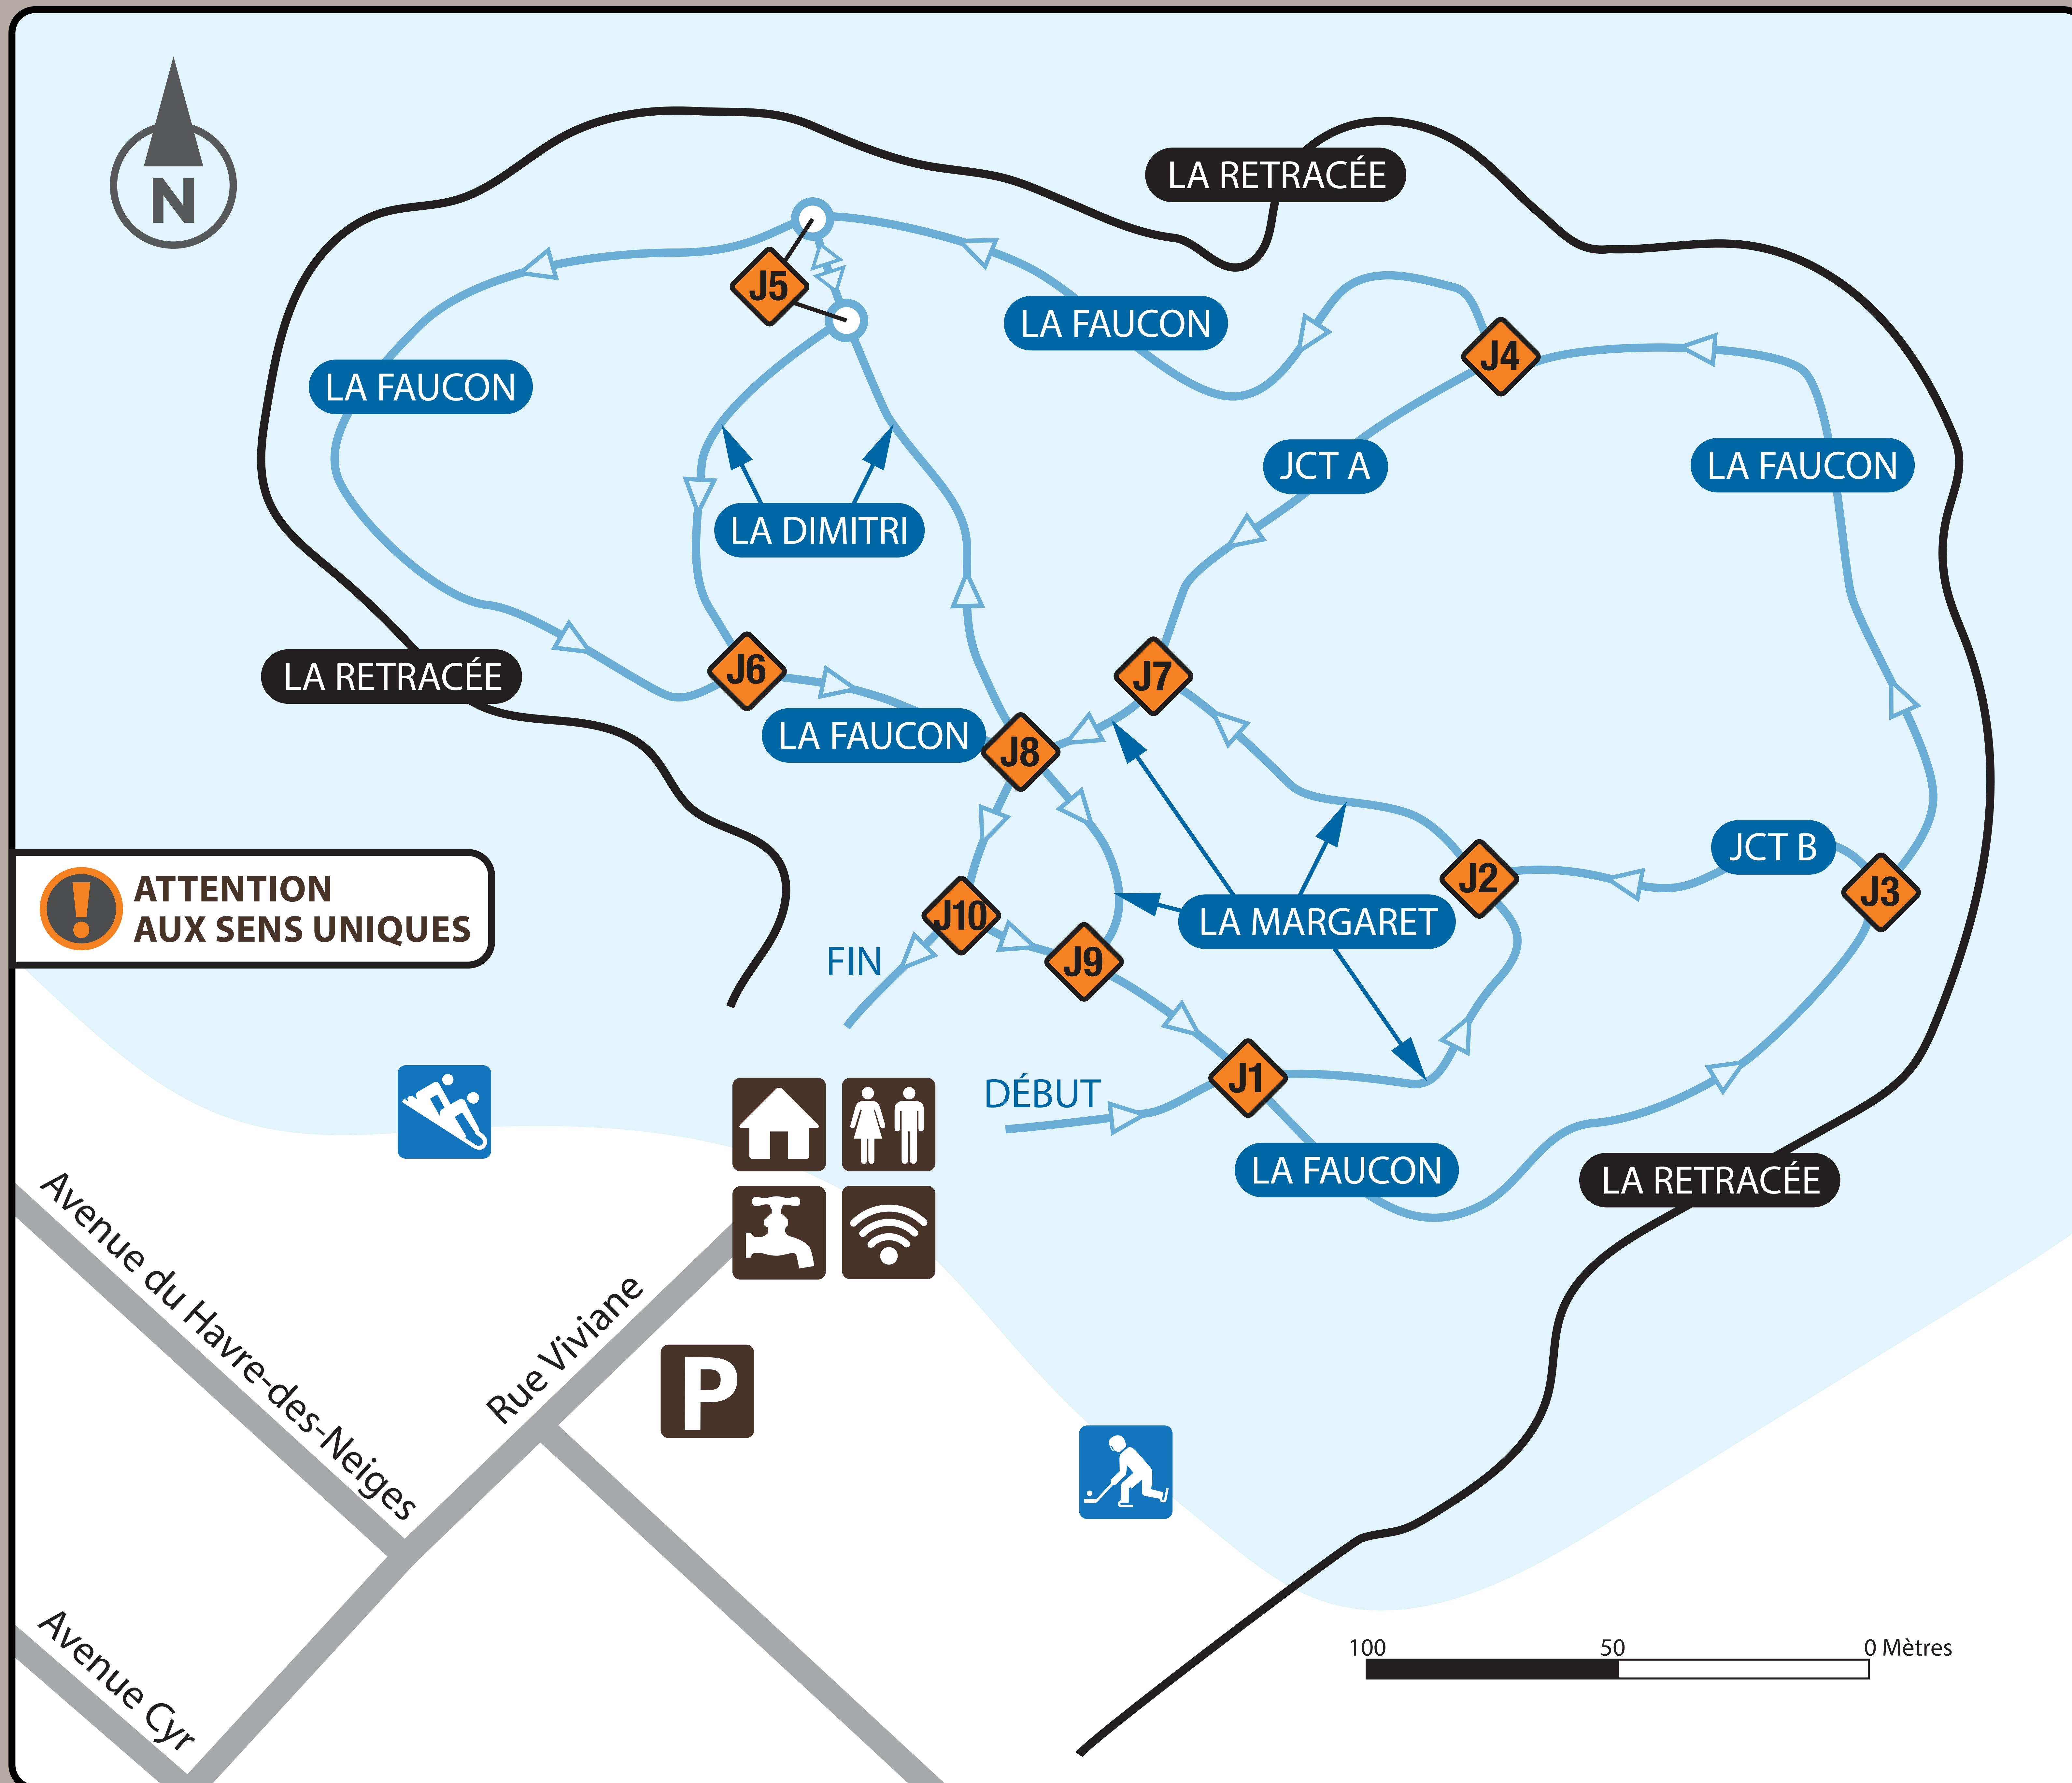 N
LA RETRACÉE
J5
LA FAUCON
J4
LA FAUCON
JCT A
LA FAUCON
LA DIMITRI
J6
J7
LA RETRACÉE
LA FAUCON
J8
JCT B
J2
J3
ATTENTION
AUX SENS UNIQUES
LA MARGARET
J10
J9
FIN
DÉBUT
J1
LA FAUCON
LA RETRACÉE
Avenue du Havre-des-Neiges
Rue Viviane
P
Avenue Cyr
100 50 0 Mètres